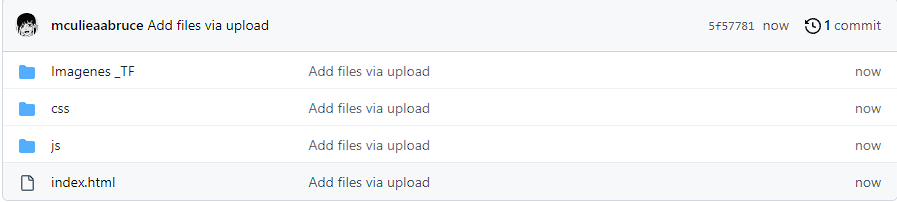 mculieaabruce Add files via upload 5f57781 now 1 commit
Imagenes _TF Add files via upload now
css Add files via upload now
js Add files via upload now
index.html Add files via upload now